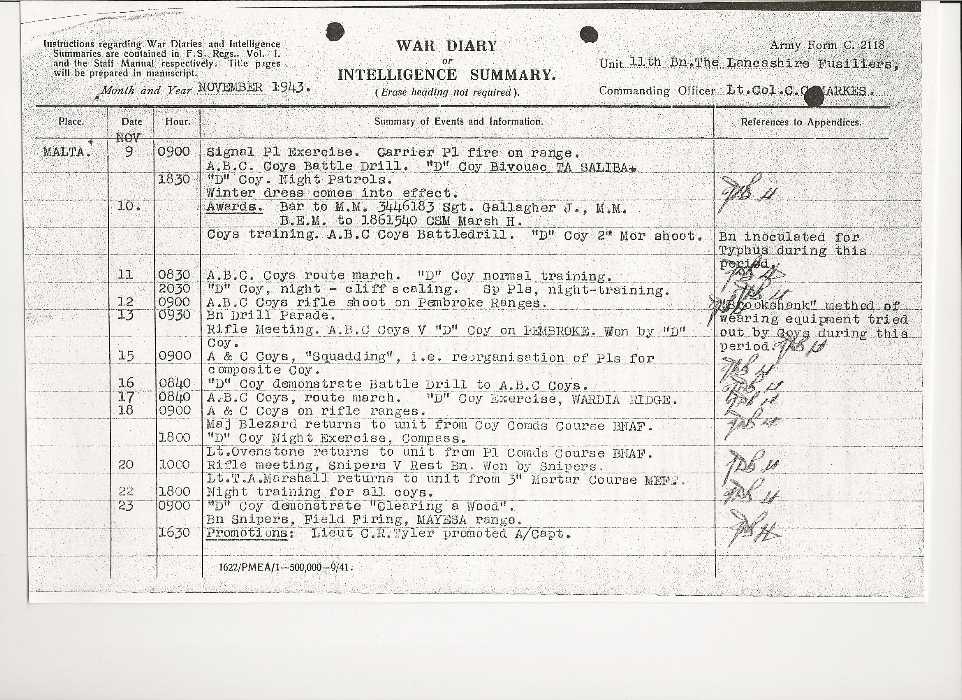 Instructions regarding War Diaries and Intelligence
Summaries are contained in F.S. Regs., Vol. I.
and the Staff Manual respectively. Title pages
will be prepared in manuscript.
Month and Year NOVEMBER 1943.
WAR DIARY
or
INTELLIGENCE SUMMARY.
(Erase heading not required).
Army Form C. 2118
Unit 11th Bn.The Lancashire Fusiliers,
Commanding Officer Lt.Col.C. MARKES.
Place. Date Hour. Summary of Events and Information. References to Appendices.
NOV
MALTA. 9 0900 Signal Pl Exercise. Carrier Pl fire on range.
A.B.C. Coys Battle Drill. "D" Coy Bivouac TA SALIBA.
1830 "D" Coy. Night Patrols.
Winter dress comes into effect.
10. Awards. Bar to M.M. 3446183 Sgt. Gallagher J., M.M.
B.E.M. to 1861540 CSM Marsh H.
Coys training. A.B.C Coys Battledrill. "D" Coy 2" Mor shoot. Bn inoculated for
Typhus during this
period.
11 0830 A.B.C. Coys route march. "D" Coy normal training.
2030 "D" Coy, night - cliff scaling. Sp Pls, night-training.
12 0900 A.B.C Coys rifle shoot on Pembroke Ranges. "Brookshank" method of
13 0930 Bn Drill Parade. wearing equipment tried
Rifle Meeting. A.B.C Coys V "D" Coy on PEMBROKE. Won by "D" out by Coys during this
Coy. period.
15 0900 A & C Coys, "Squadding", i.e. reorganisation of Pls for
composite Coy.
16 0840 "D" Coy demonstrate Battle Drill to A.B.C Coys.
17 0840 A.B.C Coys, route march. "D" Coy Exercise, WARDIA RIDGE.
18 0900 A & C Coys on rifle ranges.
Maj Blezard returns to unit from Coy Comds Course BNAF.
1800 "D" Coy Night Exercise, Compass.
Lt.Ovenstone returns to unit from Pl Comds Course BNAF.
20 1000 Rifle meeting, Snipers V Rest Bn. Won by Snipers.
Lt.T.A.Marshall returns to unit from 3" Mortar Course MEFF.
22 1800 Night training for all coys.
23 0900 "D" Coy demonstrate "Clearing a Wood".
Bn Snipers, Field Firing, MAYESA range.
1630 Promotions: Lieut C.R.Tyler promoted A/Capt.
1622/PMEA/1—500,000—9/41.